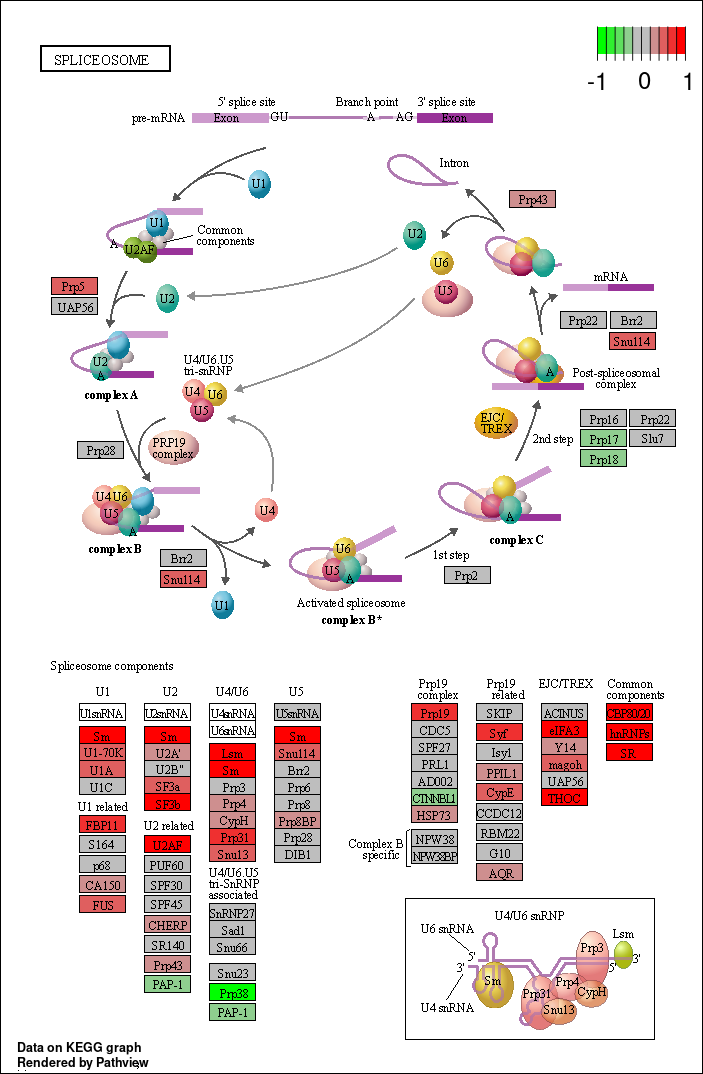 SPLICEOSOME
-1 0 1
5' splice site
Branch point
3' splice site
pre-mRNA
Exon
GU
A
AG
Exon
Intron
U1
Prp43
U1
A
U2AF
Common
components
U2
U6
U5
mRNA
Prp5
UAP56
U2
Prp22
Brr2
Snu114
U2
A
complex A
U4/U6.U5
tri-snRNP
U4
U6
U5
A
Post-spliceosomal
complex
EJC/
TREX
2nd step
Prp16
Prp22
Prp17
Slu7
Prp18
Prp28
PRP19
complex
U4
U6
U5
A
complex B
U4
A
complex C
Brr2
Snu114
U1
U6
U5
A
Activated spliceosome
complex B*
1st step
Prp2
Spliceosome components
U1
U1snRNA
Sm
U1-70K
U1A
U1C
U1 related
FBP11
S164
p68
CA150
FUS
U2
U2snRNA
Sm
U2A'
U2B"
SF3a
SF3b
U2 related
U2AF
PUF60
SPF30
SPF45
CHERP
SR140
Prp43
PAP-1
U4/U6
U4snRNA
U6snRNA
Lsm
Sm
Prp3
Prp4
CypH
Prp31
Snu13
U4/U6.U5
tri-SnRNP
associated
SnRNP27
Sad1
Snu66
Snu23
Prp38
PAP-1
U5
U5snRNA
Sm
Snu114
Brr2
Prp6
Prp8
Prp8BP
Prp28
DIB1
Prp19
complex
Prp19
CDC5
SPF27
PRL1
AD002
CTNNBL1
HSP73
Complex B
specific
NPW38
NPW38BP
Prp19
related
SKIP
Syf
Isy1
PPIL1
CypE
CCDC12
RBM22
G10
AQR
EJC/TREX
ACINUS
eIFA3
Y14
magoh
UAP56
THOC
Common
components
CBP80/20
hnRNPs
SR
U4/U6 snRNP
U6 snRNA
5'
3'
U4 snRNA
Sm
Prp31
Snu13
Prp4
CypH
Prp3
Lsm
5'
3'
Data on KEGG graph
Rendered by Pathview